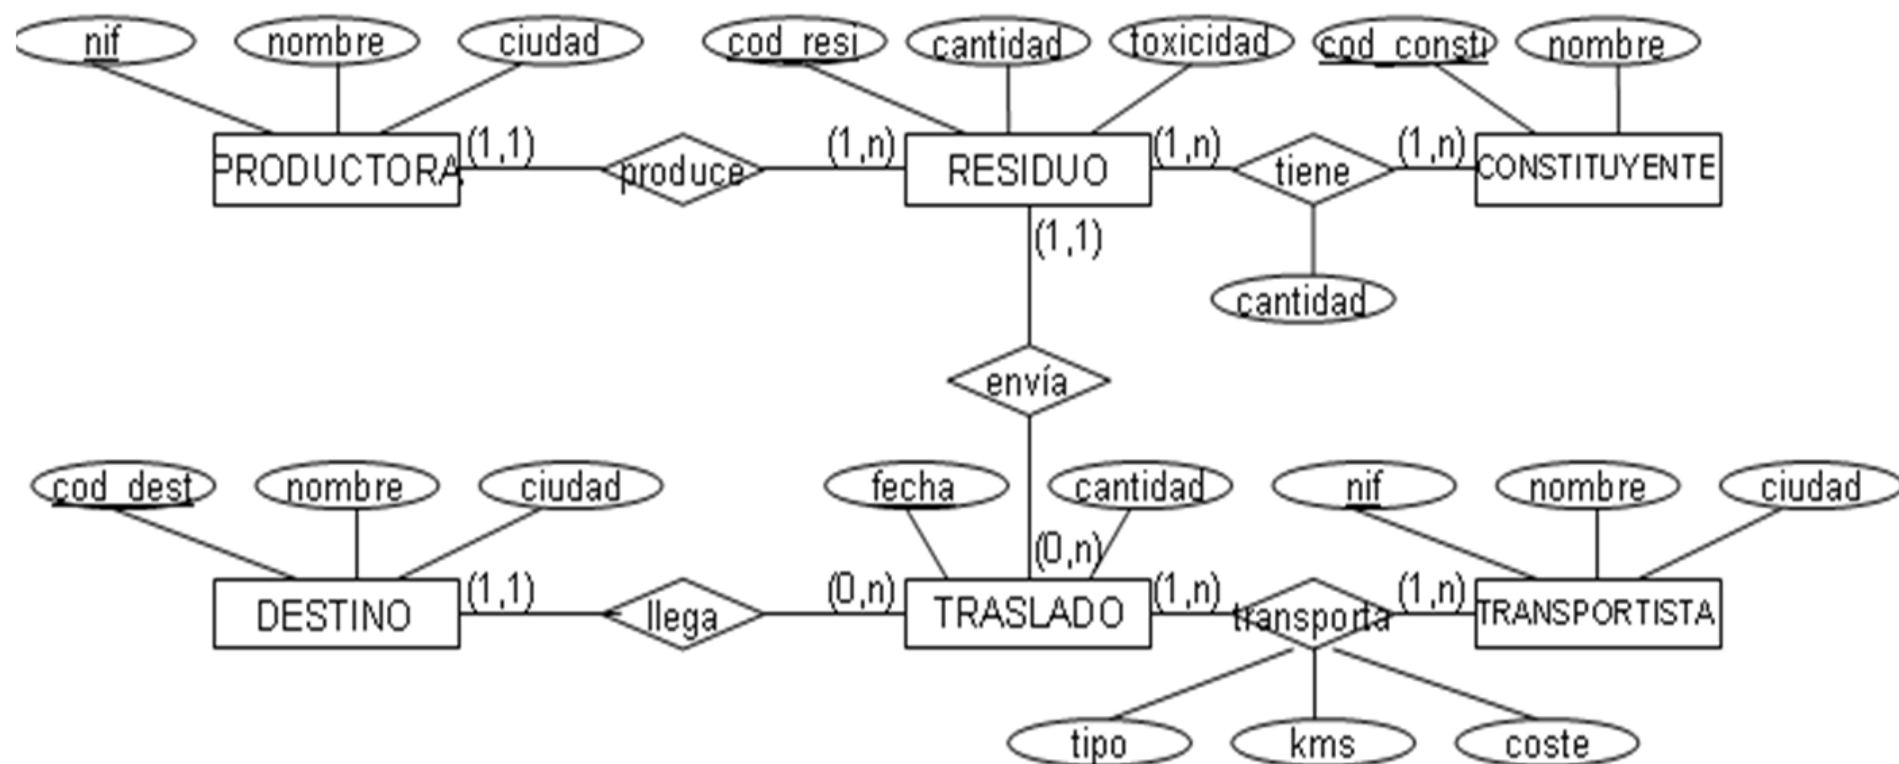 nif nombre ciudad cod_resi cantidad toxicidad cod_consti nombre
PRODUCTORA (1,1) produce (1,n) RESIDUO (1,n) tiene (1,n) CONSTITUYENTE
(1,1)
cantidad
envía
cod_dest nombre ciudad fecha cantidad nif nombre ciudad
(0,n)
DESTINO (1,1) llega (0,n) TRASLADO (1,n) transporta (1,n) TRANSPORTISTA
tipo kms coste